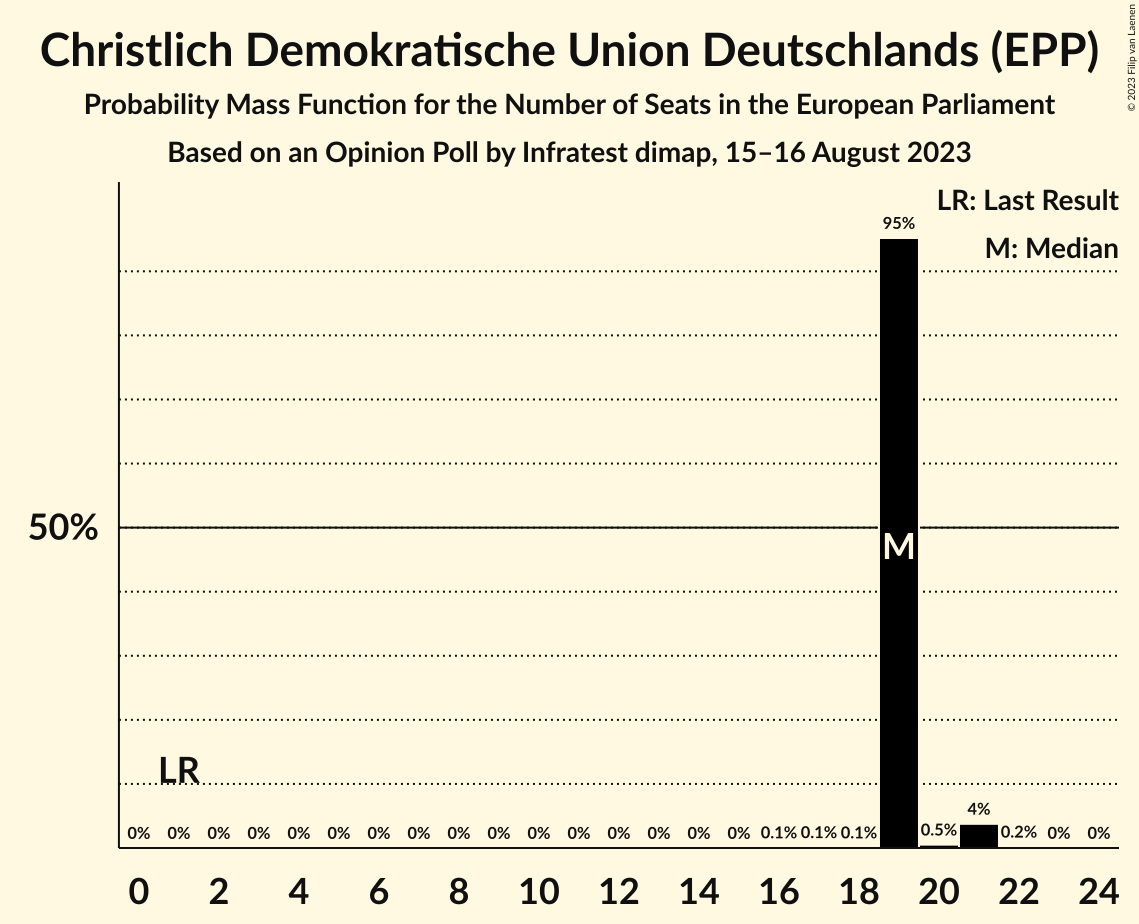 Christlich Demokratische Union Deutschlands (EPP)
Probability Mass Function for the Number of Seats in the European Parliament
Based on an Opinion Poll by Infratest dimap, 15–16 August 2023
© 2023 Filip van Laenen
LR: Last Result
M: Median
95%
50%
M
LR
0% 0% 0% 0% 0% 0% 0% 0% 0% 0% 0% 0% 0% 0% 0% 0% 0.1% 0.1% 0.1% 0.5% 4% 0.2% 0% 0%
0 2 4 6 8 10 12 14 16 18 20 22 24